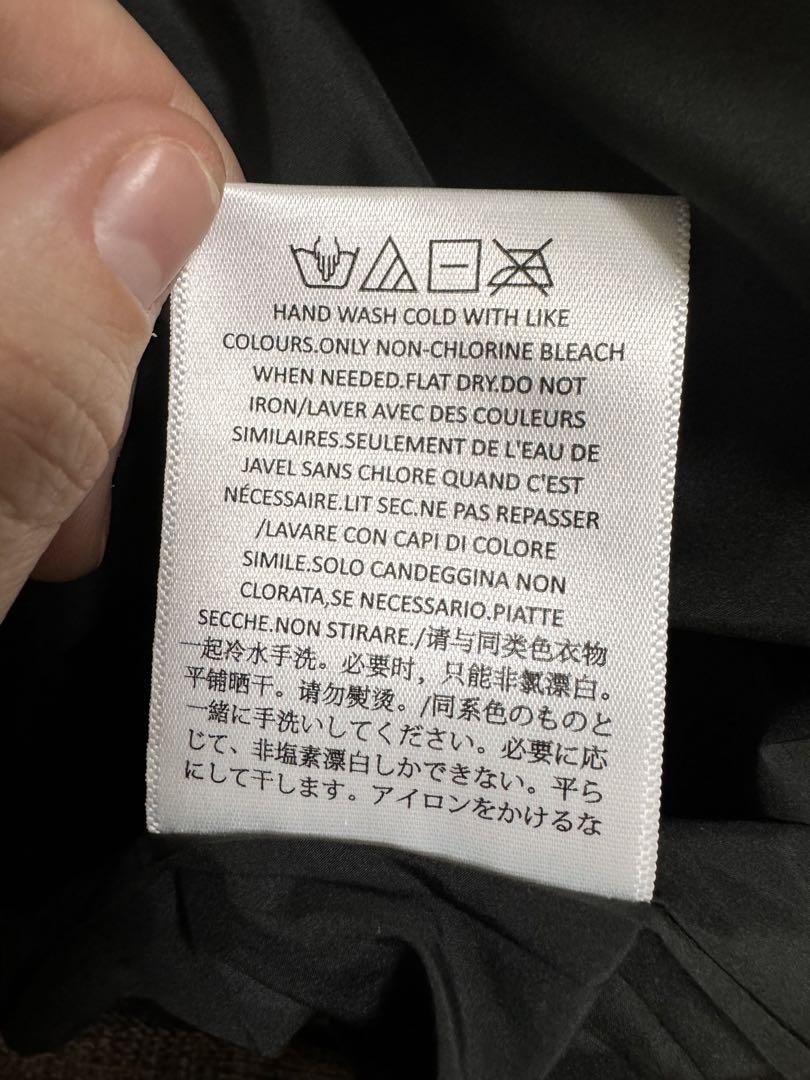 HAND WASH COLD WITH LIKE
COLOURS.ONLY NON-CHLORINE BLEACH
WHEN NEEDED.FLAT DRY.DO NOT
IRON/LAVER AVEC DES COULEURS
SIMILAIRES.SEULEMENT DE L'EAU DE
JAVEL SANS CHLORE QUAND C'EST
NÉCESSAIRE.LIT SEC.NE PAS REPASSER
/LAVARE CON CAPI DI COLORE
SIMILE.SOLO CANDEGGINA NON
CLORATA,SE NECESSARIO.PIATTE
SECCHE.NON STIRARE./请与同类色衣物
一起冷水手洗。必要时，只能非氯漂白。
平铺晒干。请勿熨烫。/同系色のものと
一緒に手洗いしてください。必要に応
じて、非塩素漂白しかできない。平ら
にして干します。アイロンをかけるな